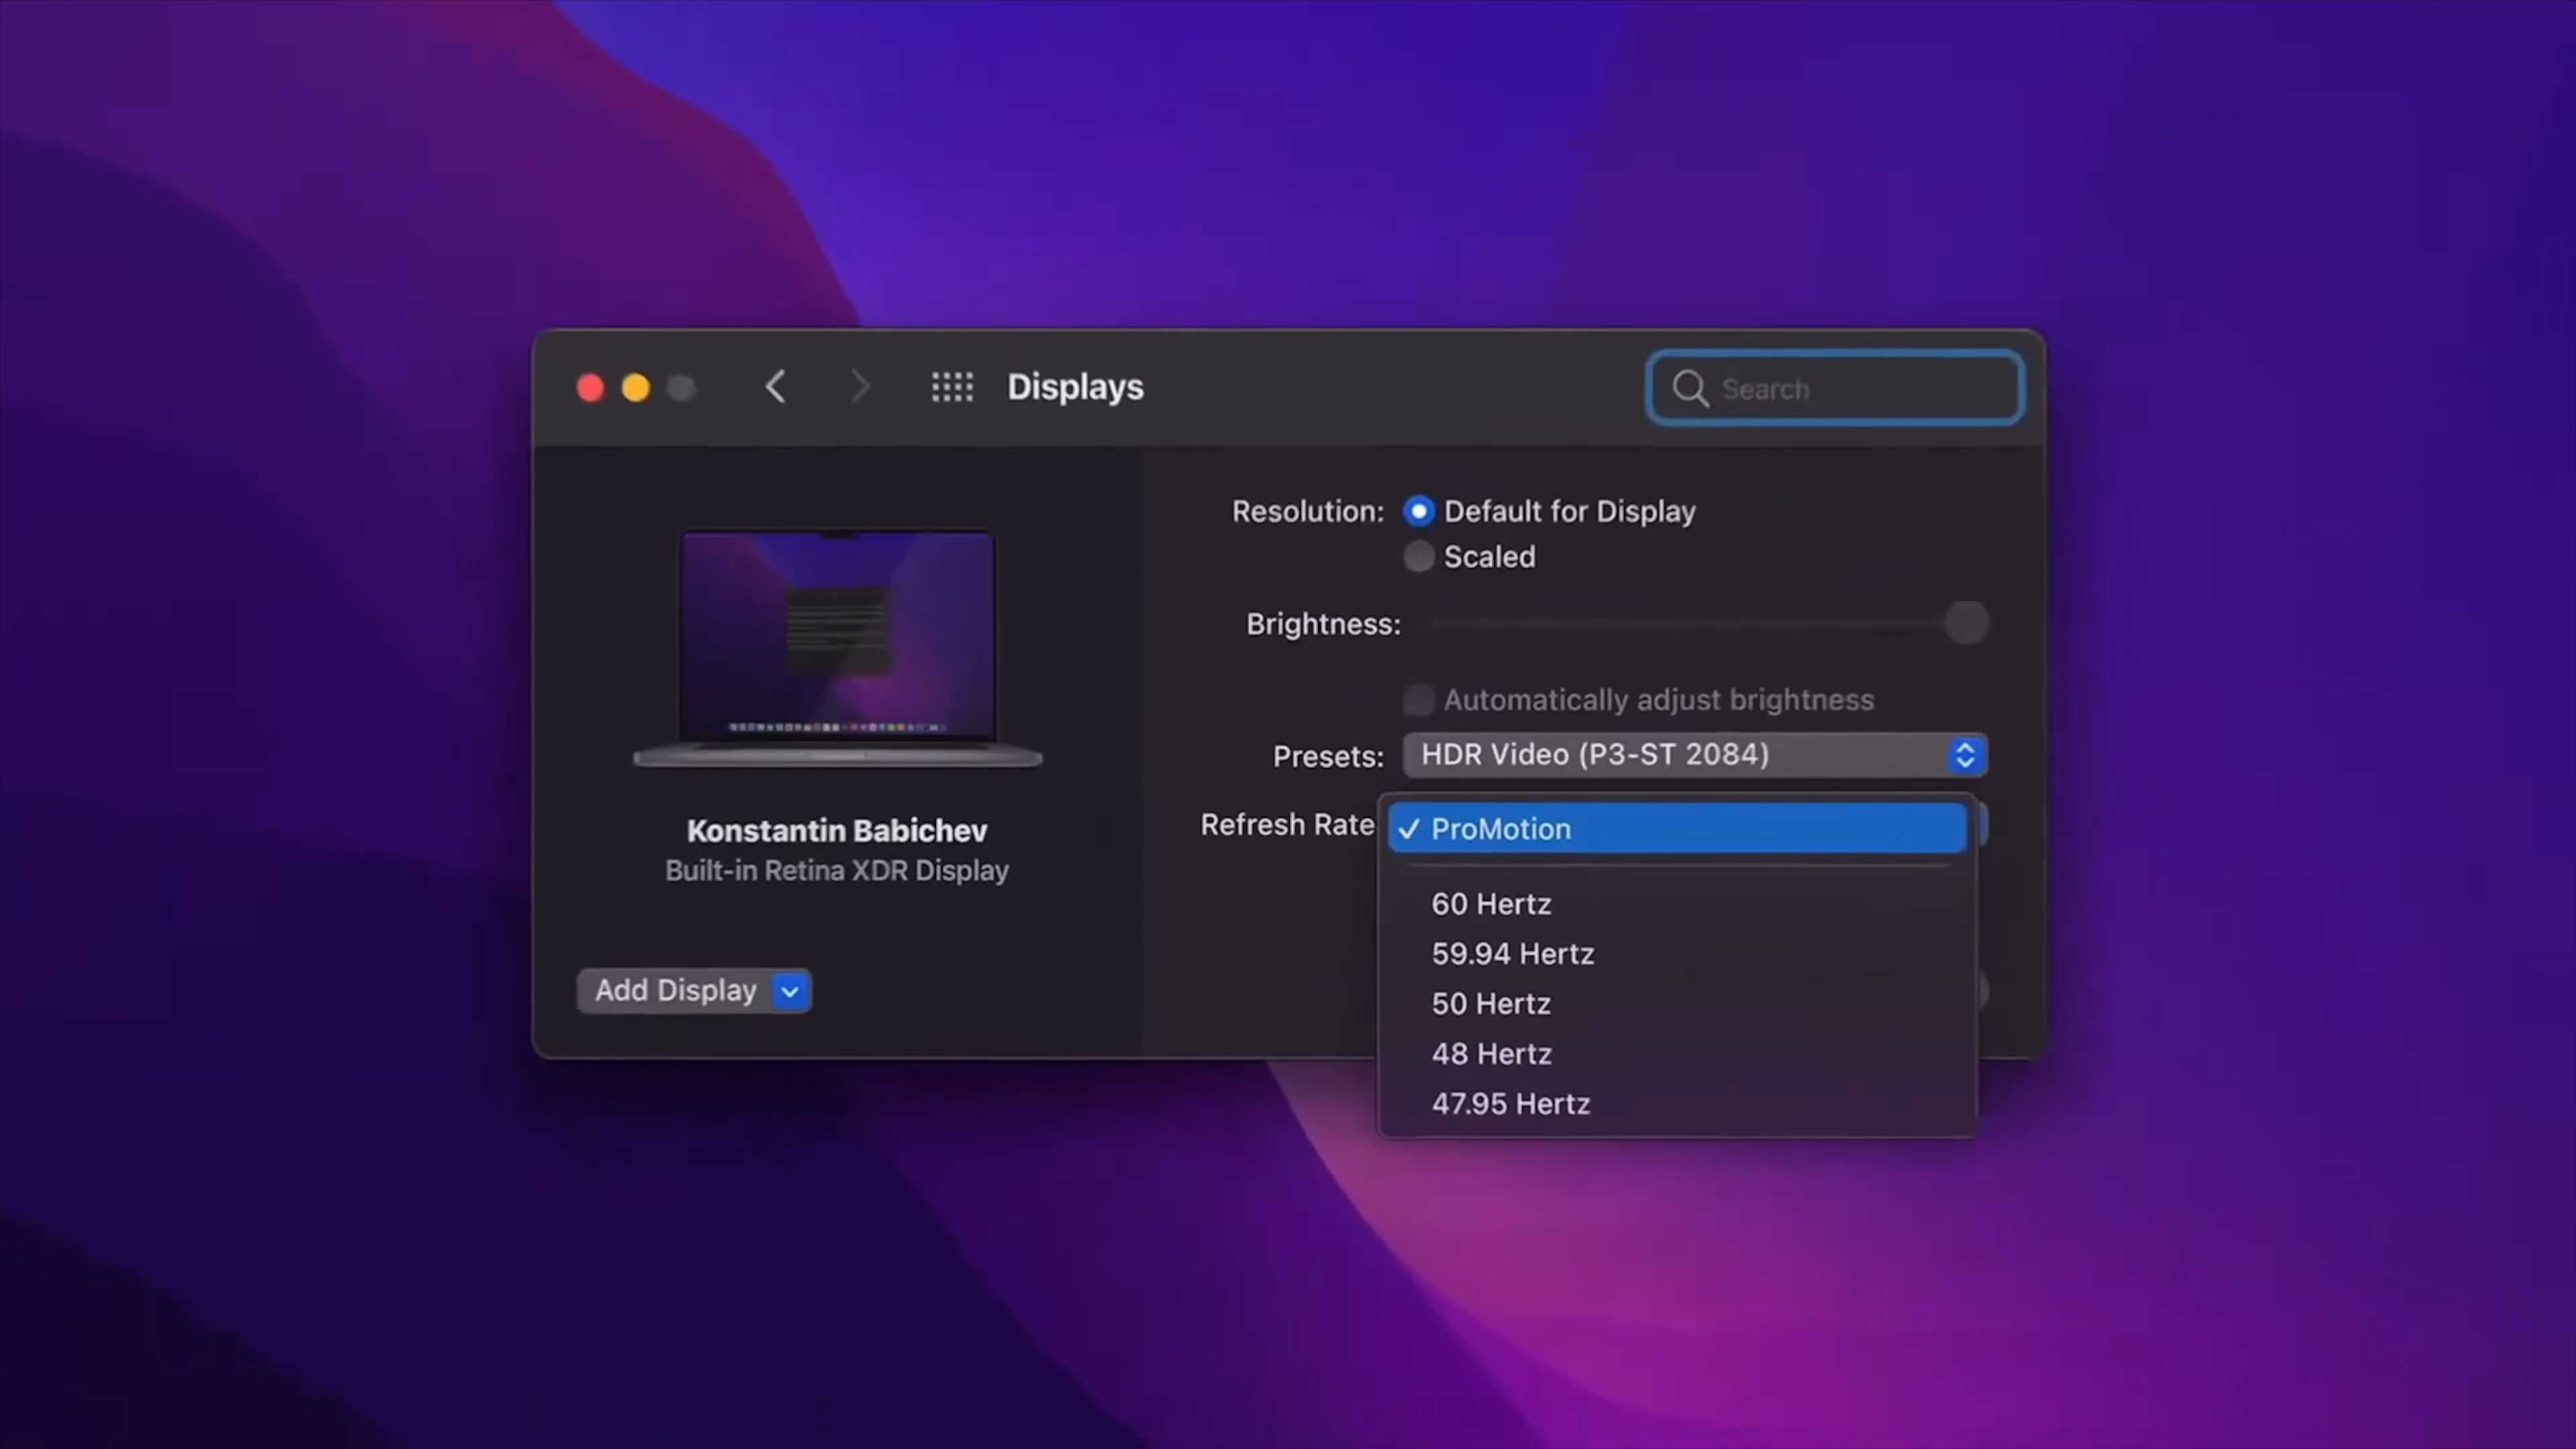 Displays
Search
Resolution:
Default for Display
Scaled
Brightness:
Automatically adjust brightness
Presets:
HDR Video (P3-ST 2084)
Refresh Rate
✓ ProMotion
60 Hertz
59.94 Hertz
50 Hertz
48 Hertz
47.95 Hertz
Konstantin Babichev
Built-in Retina XDR Display
Add Display